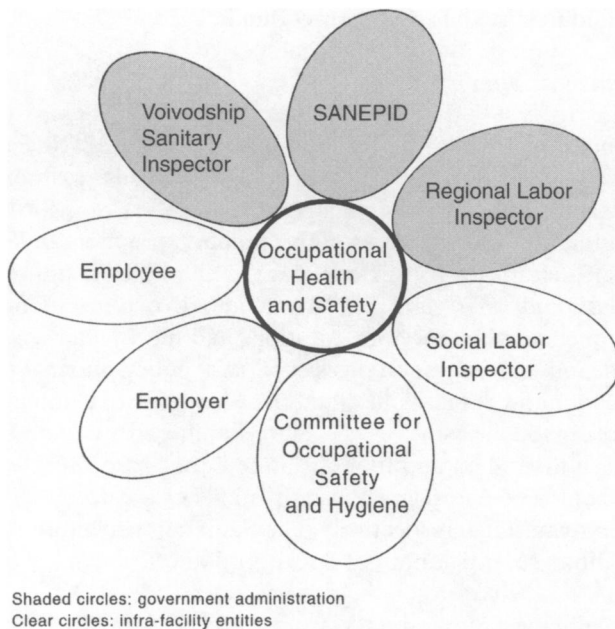 Voivodship
Sanitary
Inspector
SANEPID
Regional Labor
Inspector
Employee
Occupational
Health
and Safety
Social Labor
Inspector
Employer
Committee for
Occupational
Safety
and Hygiene
Shaded circles: government administration
Clear circles: infra-facility entities